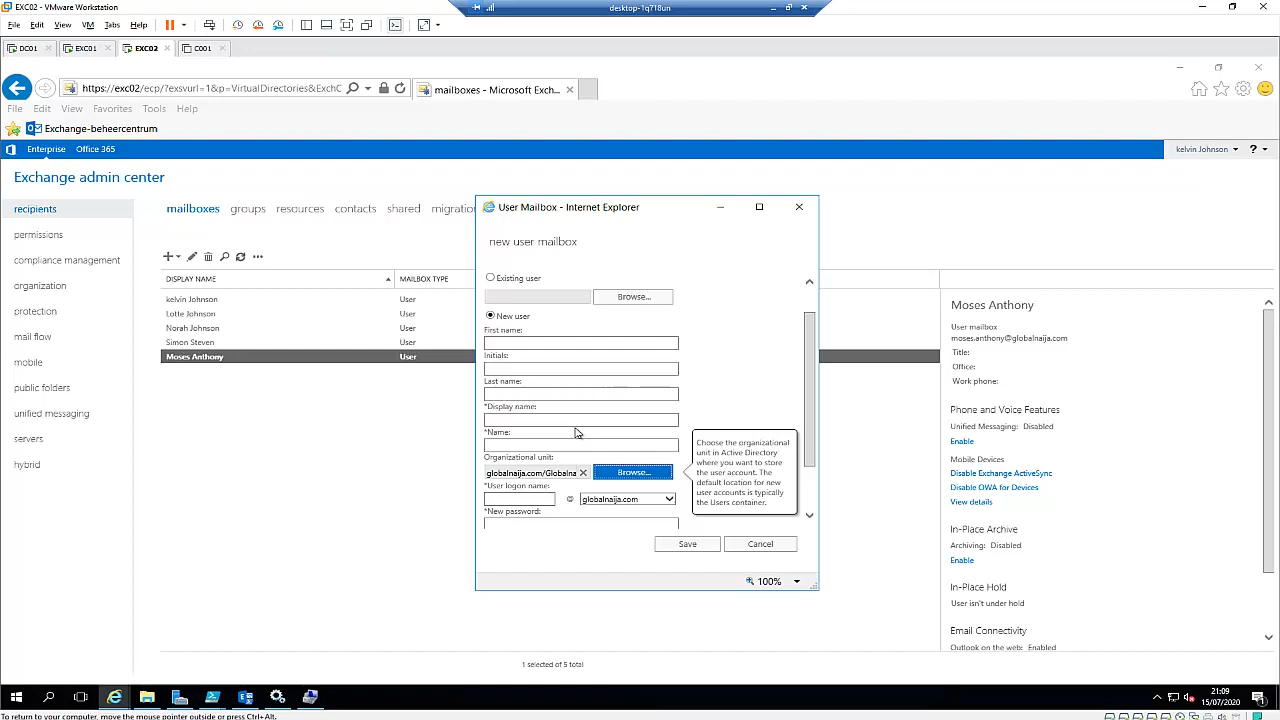 EXC02 - VMware Workstation
desktop-1q718un
File Edit View VM Tabs Help
DC01 EXC01 EXC02 C001
https://exc02/ecp/?exsvurl=1&p=VirtualDirectories&ExchC
mailboxes - Microsoft Exch...
File Edit View Favorites Tools Help
Exchange-beheercentrum
Enterprise Office 365
kelvin Johnson ?
Exchange admin center
recipients
permissions
compliance management
organization
protection
mail flow
mobile
public folders
unified messaging
servers
hybrid
mailboxes groups resources contacts shared migration
DISPLAY NAME MAILBOX TYPE
kelvin Johnson User
Lotte Johnson User
Norah Johnson User
Simon Steven User
Moses Anthony User
1 selected of 5 total
User Mailbox - Internet Explorer
new user mailbox
Existing user
Browse...
New user
First name:
Initials:
Last name:
*Display name:
*Name:
Organizational unit:
globalnaija.com/Globalna
Browse...
*User logon name:
@ globalnaija.com
*New password:
Choose the organizational
unit in Active Directory
where you want to store
the user account. The
default location for new
user accounts is typically
the Users container.
Save Cancel
100%
Moses Anthony
User mailbox
moses.anthony@globalnaija.com
Title:
Office:
Work phone:
Phone and Voice Features
Unified Messaging: Disabled
Enable
Mobile Devices
Disable Exchange ActiveSync
Disable OWA for Devices
View details
In-Place Archive
Archiving: Disabled
Enable
In-Place Hold
User isn't under hold
Email Connectivity
Outlook on the web: Enabled
21:09
15/07/2020
To return to your computer, move the mouse pointer outside or press Ctrl+Alt.